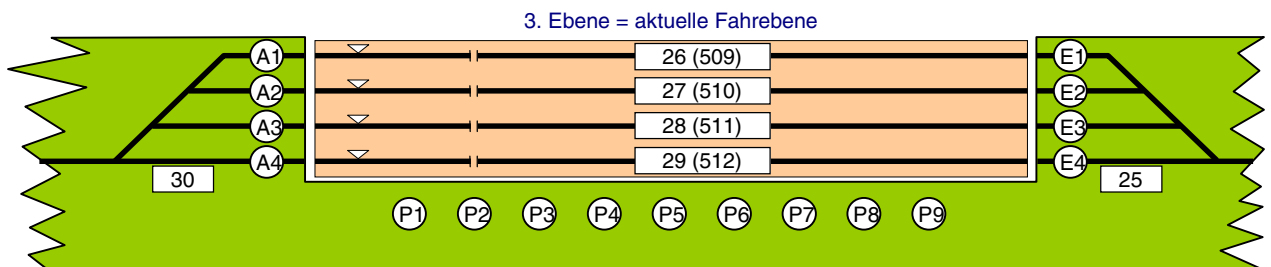 3. Ebene = aktuelle Fahrebene
A1 26 (509) E1
A2 27 (510) E2
A3 28 (511) E3
A4 29 (512) E4
30 25
P1 P2 P3 P4 P5 P6 P7 P8 P9